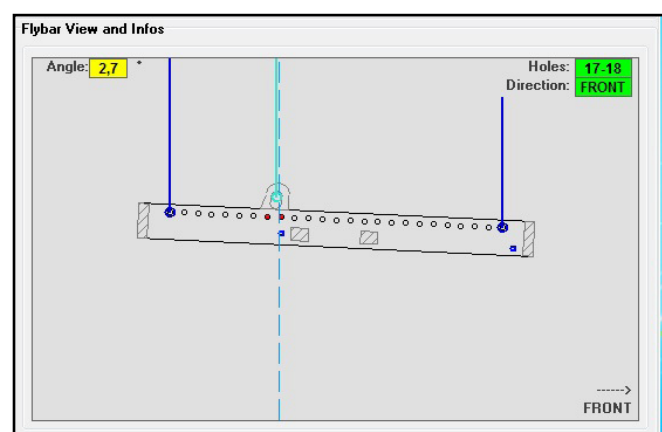 Flybar View and Infos
Angle: 2,7 °
Holes: 17-18
Direction: FRONT
------>
FRONT